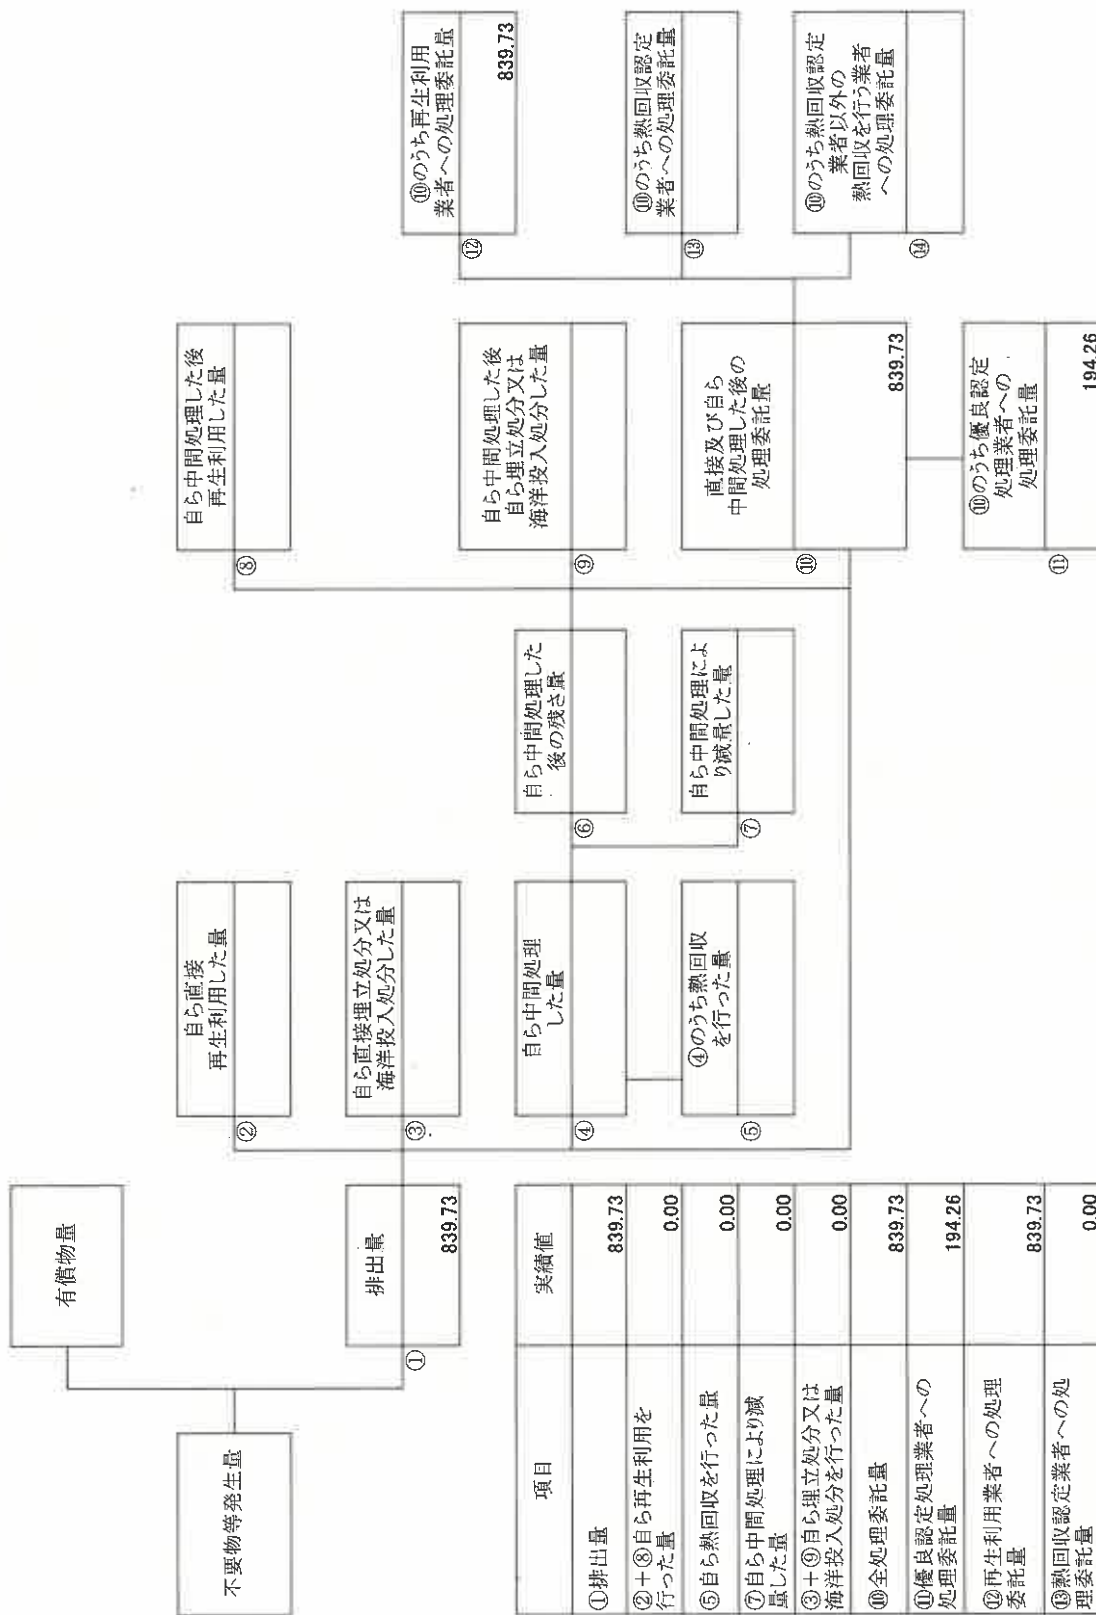 不要物等発生量
有償物量
排出量
①
839.73
自ら直接
再生利用した量
②
自ら直接埋立処分又は
海洋投入処分した量
③
自ら中間処理
した量
④
④のうち熱回収
を行った量
⑤
自ら中間処理した
後の残さ量
⑥
自ら中間処理によ
り減量した量
⑦
自ら中間処理した後
再生利用した量
⑧
自ら中間処理した後
自ら埋立処分又は
海洋投入処分した量
⑨
直接及び自ら
中間処理した後の
処理委託量
⑩
839.73
⑩のうち優良認定
処理業者への
処理委託量
⑪
194.26
⑩のうち再生利用
業者への処理委託量
⑫
839.73
⑩のうち熱回収認定
業者への処理委託量
⑬
⑩のうち熱回収認定
業者以外の
熱回収を行う業者
への処理委託量
⑭
項目 実績値
①排出量 839.73
②+⑧自ら再生利用を
行った量 0.00
⑤自ら熱回収を行った量 0.00
⑦自ら中間処理により減
量した量 0.00
③+⑨自ら埋立処分又は
海洋投入処分を行った量 0.00
⑩全処理委託量 839.73
⑪優良認定処理業者への
処理委託量 194.26
⑫再生利用業者への処理
委託量 839.73
⑬熱回収認定業者への処
理委託量 0.00